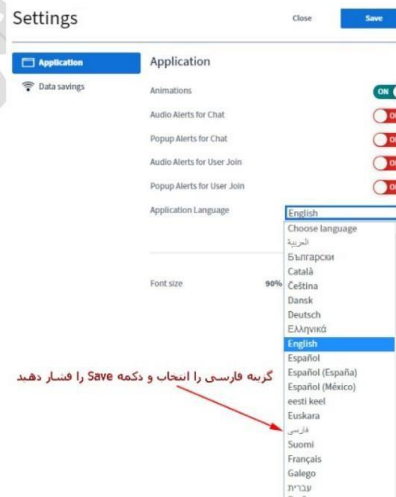 Settings
Close
Save
Application
Data savings
Application
Animations
ON
Audio Alerts for Chat
Popup Alerts for Chat
Audio Alerts for User Join
Popup Alerts for User Join
Application Language
English
Choose language
العربية
Български
Català
Čeština
Dansk
Deutsch
Ελληνικά
English
Español
Español (España)
Español (México)
eesti keel
Euskara
فارسی
Suomi
Français
Galego
עברית
Font size
90%
گزینه فارسی را انتخاب و دکمه Save را فشار دهید